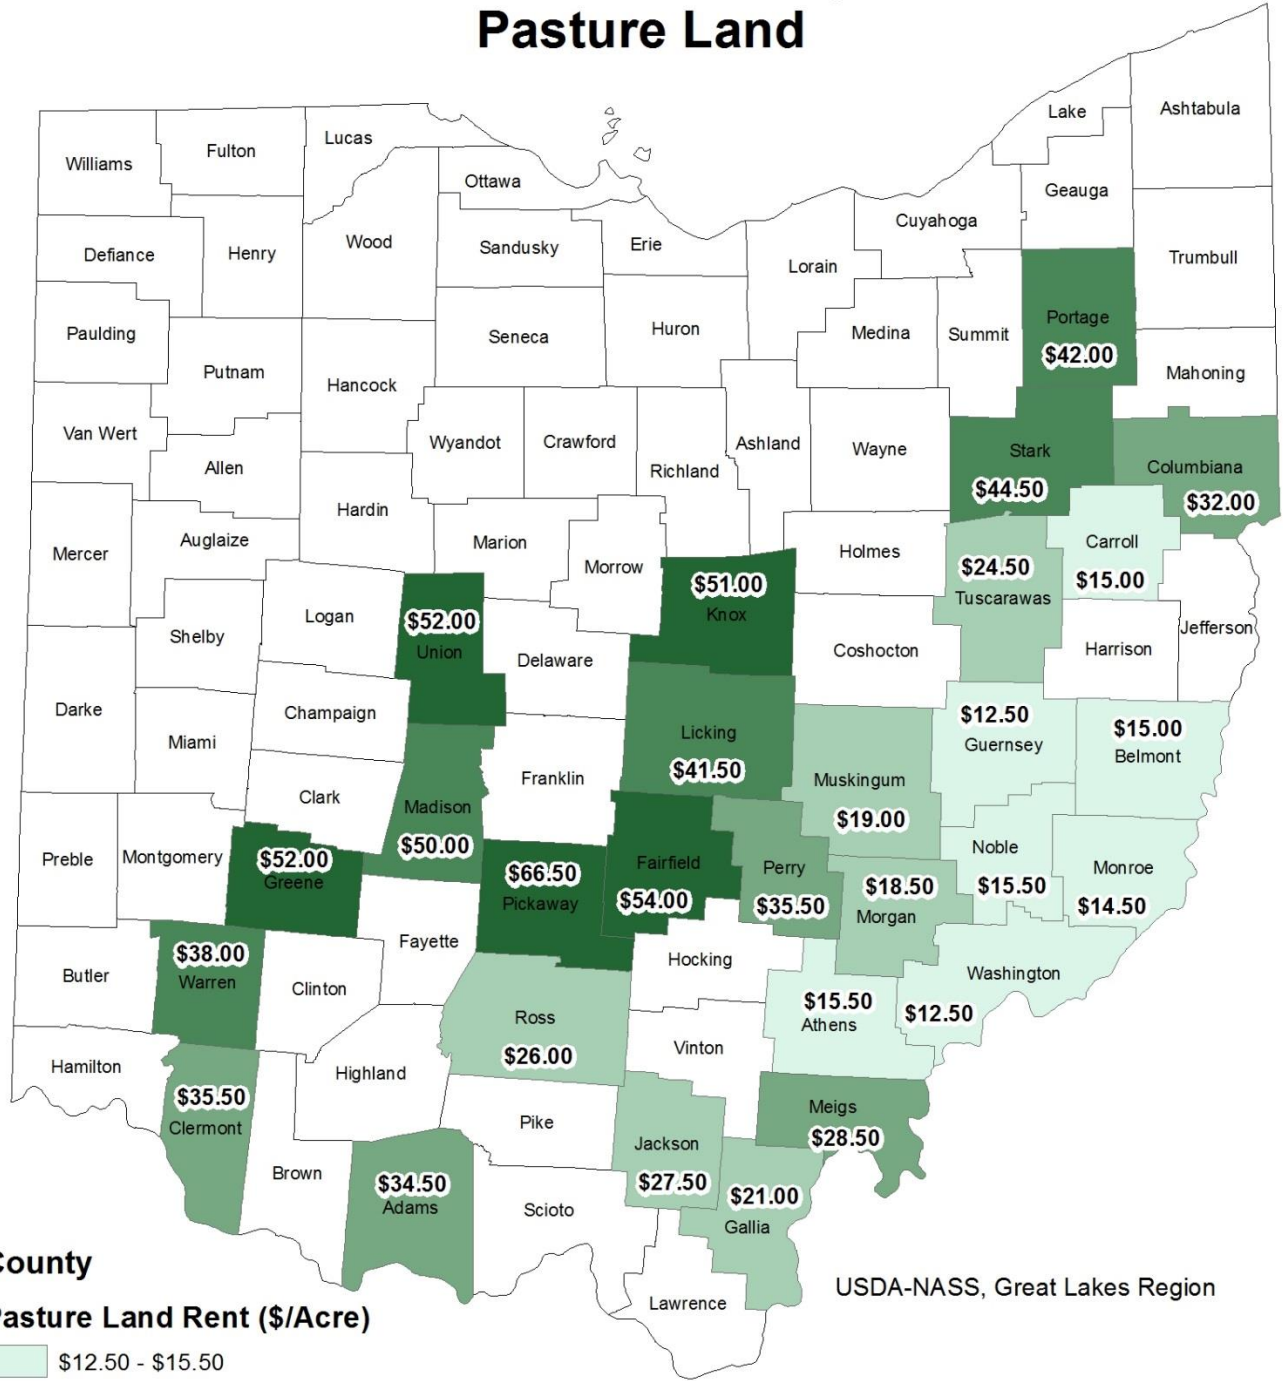 Pasture Land
Lake
Ashtabula
Lucas
Fulton
Williams
Ottawa
Geauga
Cuyahoga
Wood
Erie
Sandusky
Henry
Defiance
Trumbull
Lorain
Portage
$42.00
Paulding
Huron
Medina
Summit
Seneca
Putnam
Mahoning
Hancock
Van Wert
Wyandot
Crawford
Ashland
Wayne
Stark
$44.50
Allen
Richland
Columbiana
$32.00
Hardin
Auglaize
Marion
Mercer
Holmes
Carroll
$15.00
Morrow
$24.50
Tuscarawas
$51.00
Knox
Logan
$52.00
Union
Shelby
Jefferson
Coshocton
Harrison
Delaware
Darke
Champaign
Licking
$41.50
$12.50
Guernsey
$15.00
Belmont
Miami
Franklin
Muskingum
$19.00
Clark
Madison
$50.00
Preble
Montgomery
$52.00
Greene
$66.50
Pickaway
Fairfield
$54.00
Perry
$35.50
$18.50
Morgan
Noble
$15.50
Monroe
$14.50
Fayette
Hocking
Washington
$12.50
Butler
$38.00
Warren
Clinton
Ross
$26.00
$15.50
Athens
Vinton
Hamilton
Highland
$35.50
Clermont
Pike
Meigs
$28.50
Jackson
$27.50
Brown
$34.50
Adams
Scioto
$21.00
Gallia
Lawrence
USDA-NASS, Great Lakes Region
County
Pasture Land Rent ($/Acre)
$12.50 - $15.50